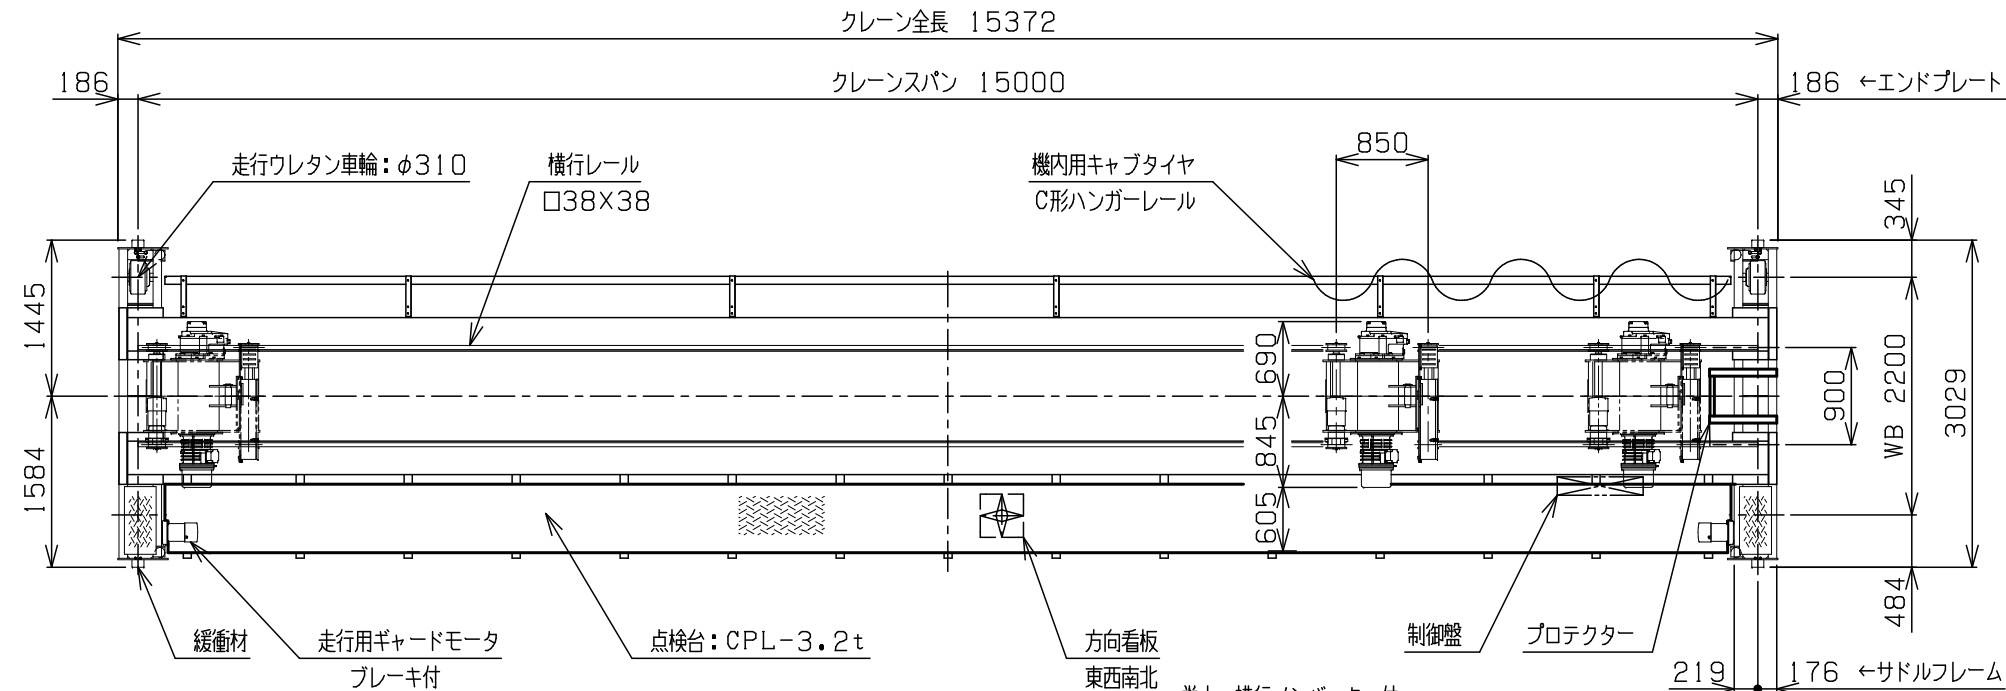 クレーン全長 15372
186
クレーンスパン 15000
186 ←エンドプレート
走行ウレタン車輪：φ310
横行レール
□38×38
機内用キャブタイヤ
C形ハンガーレール
850
345
1445
1584
690
845
605
900
WB 2200
3029
484
緩衝材
走行用ギャードモータ
ブレーキ付
点検台：CPL-3.2t
方向看板
東西南北
制御盤
プロテクター
219
176 ←サドルフレーム